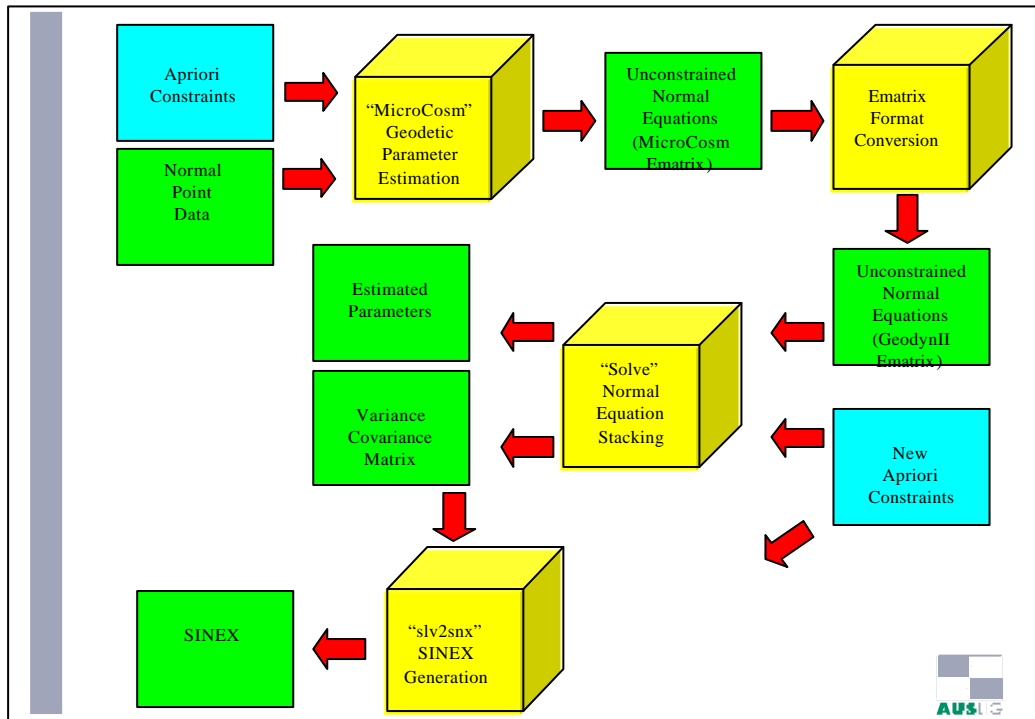 Apriori
Constraints
Normal
Point
Data
“MicroCosm”
Geodetic
Parameter
Estimation
Unconstrained
Normal
Equations
(MicroCosm
Ematrix)
Ematrix
Format
Conversion
Unconstrained
Normal
Equations
(GeodynII
Ematrix)
Estimated
Parameters
“Solve”
Normal
Equation
Stacking
Variance
Covariance
Matrix
New
Apriori
Constraints
SINEX
“slv2snx”
SINEX
Generation
AUSLIG